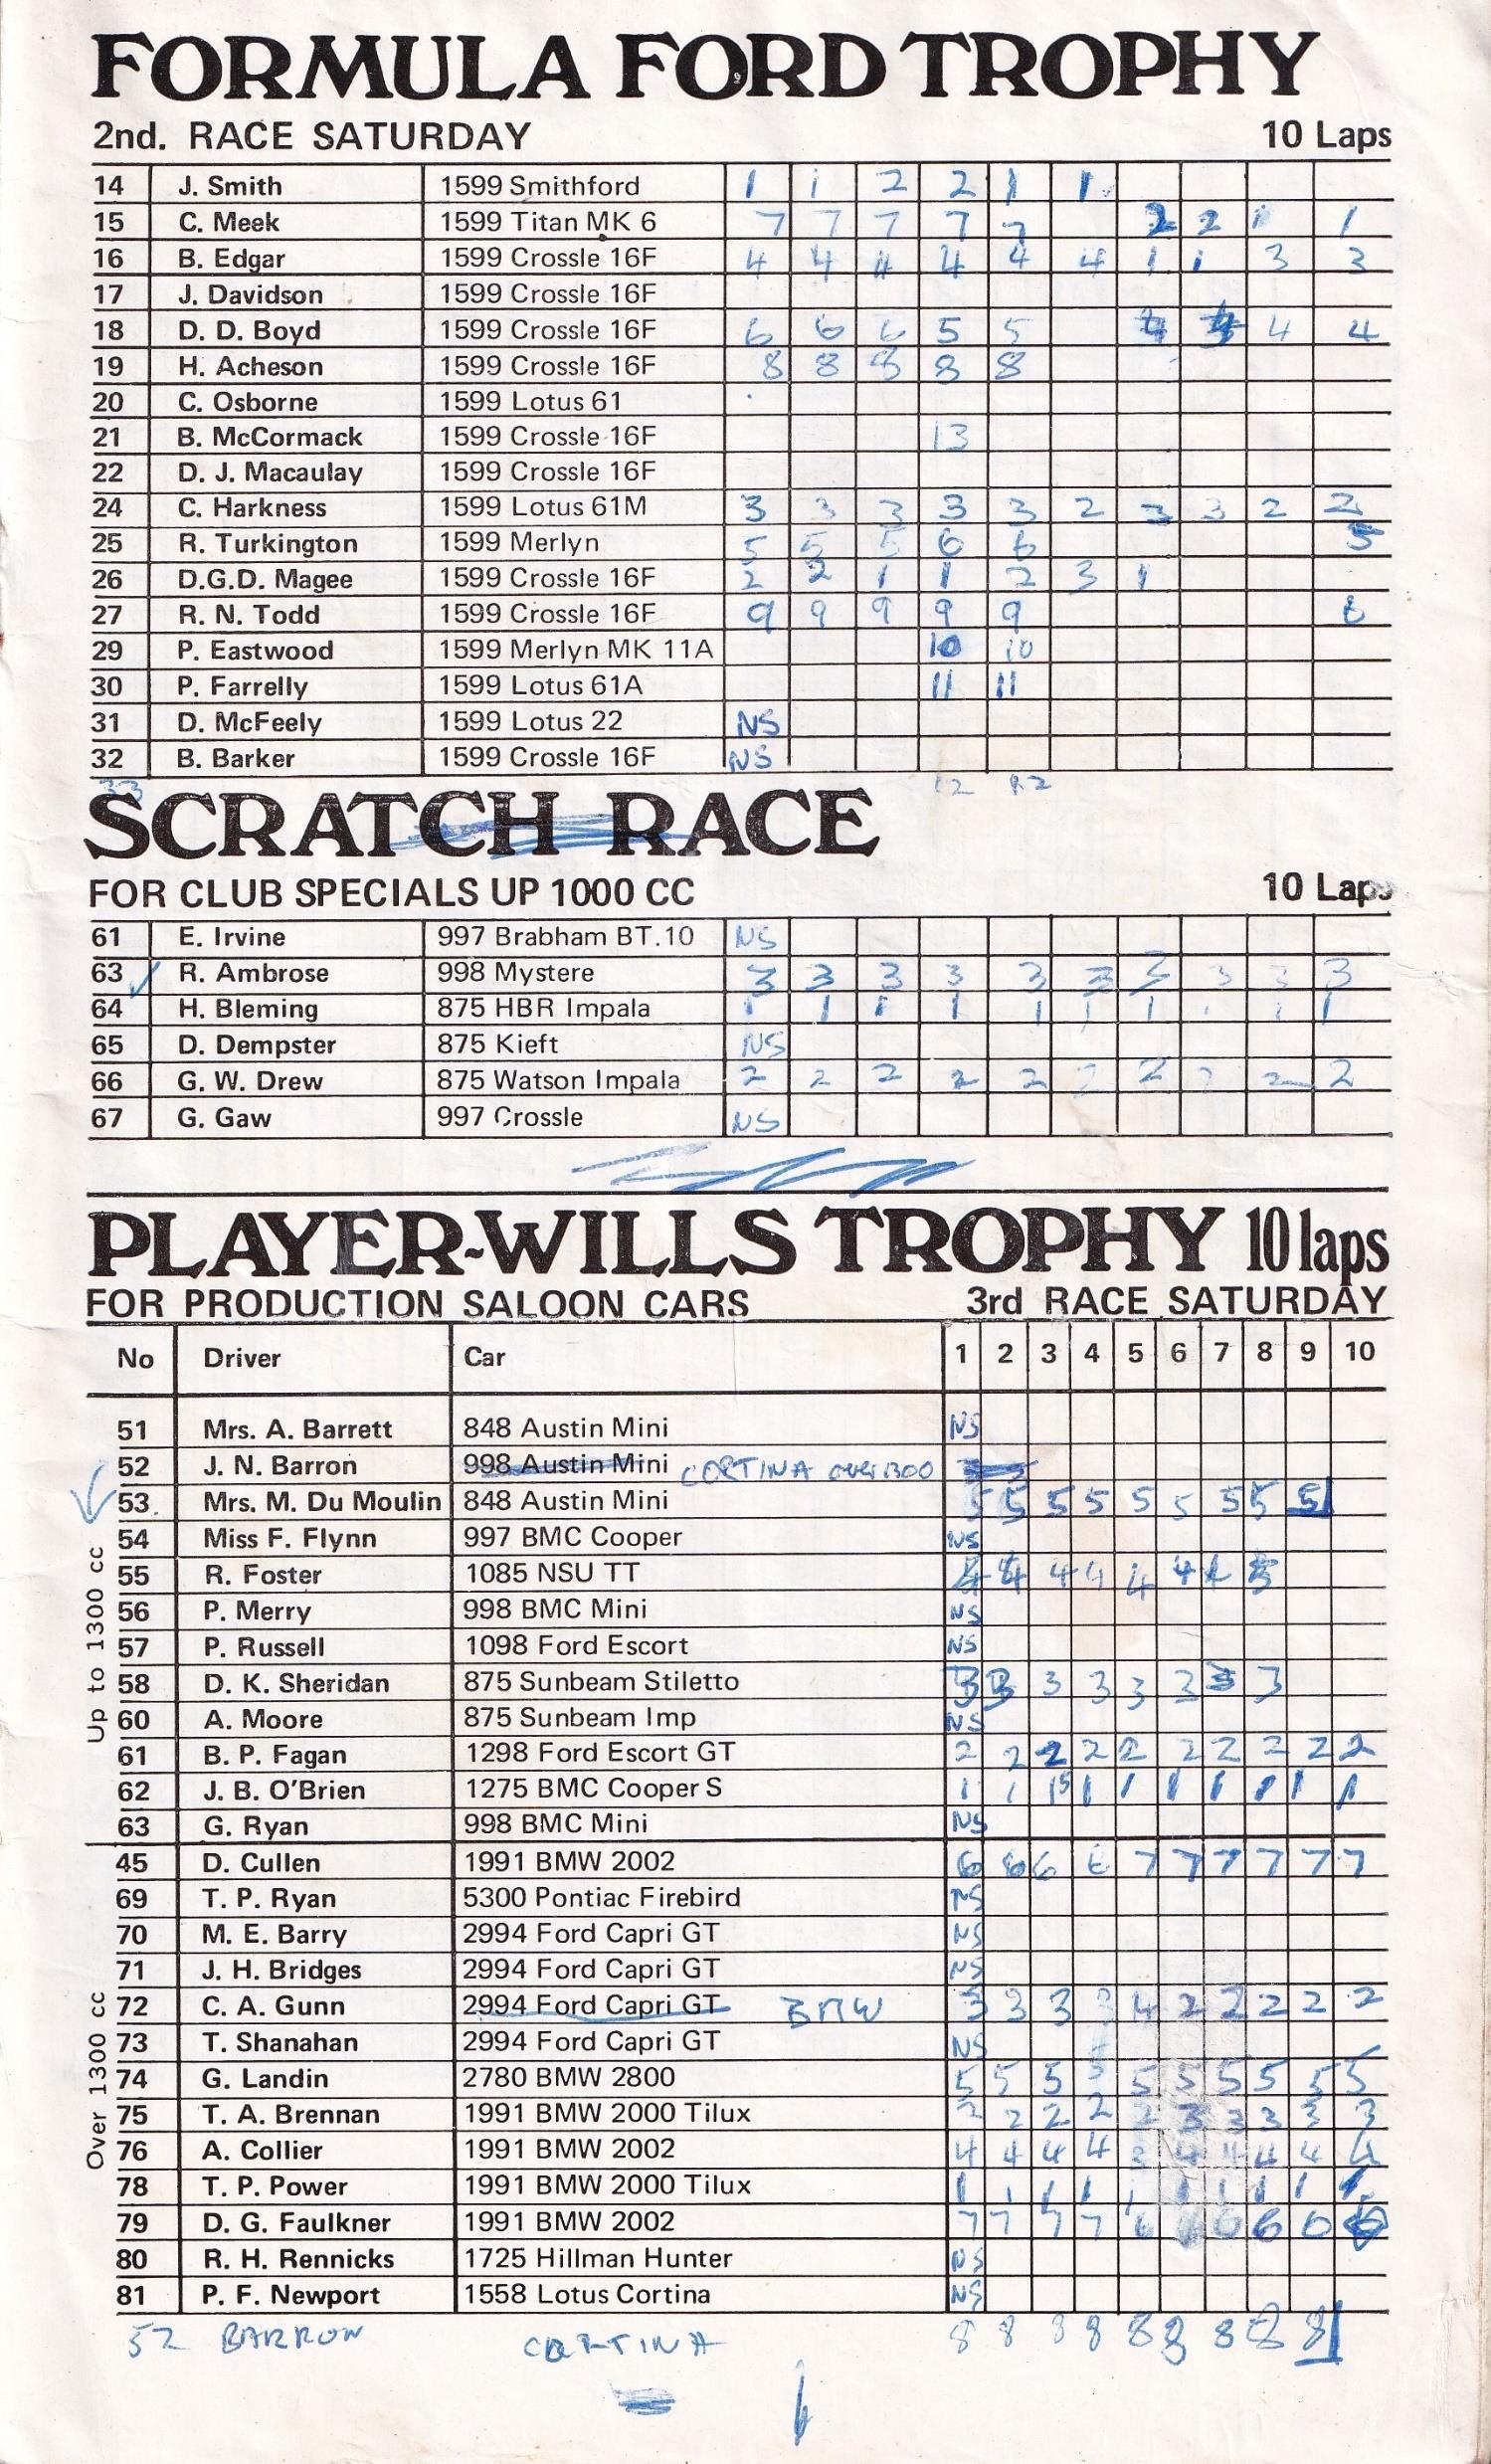 FORMULA FORD TROPHY
2nd. RACE SATURDAY 10 Laps
14 J. Smith 1599 Smithford 1 1 2 2 1 1
15 C. Meek 1599 Titan MK 6 7 7 7 7 7 2 2 1 1
16 B. Edgar 1599 Crossle 16F 4 4 4 4 4 4 1 1 3 3
17 J. Davidson 1599 Crossle 16F
18 D. D. Boyd 1599 Crossle 16F 6 6 6 5 5 4 4 4 4
19 H. Acheson 1599 Crossle 16F 8 8 8 8 8
20 C. Osborne 1599 Lotus 61
21 B. McCormack 1599 Crossle 16F 13
22 D. J. Macaulay 1599 Crossle 16F
24 C. Harkness 1599 Lotus 61M 3 3 3 3 3 2 3 3 2 2
25 R. Turkington 1599 Merlyn 5 5 5 6 6 5
26 D.G.D. Magee 1599 Crossle 16F 2 2 1 1 2 3 1
27 R. N. Todd 1599 Crossle 16F 9 9 9 9 9 6
29 P. Eastwood 1599 Merlyn MK 11A 10 10
30 P. Farrelly 1599 Lotus 61A 11 11
31 D. McFeely 1599 Lotus 22 NS
32 B. Barker 1599 Crossle 16F NS
33 12 12
SCRATCH RACE
FOR CLUB SPECIALS UP 1000 CC 10 Laps
61 E. Irvine 997 Brabham BT.10 NS
63 R. Ambrose 998 Mystere 3 3 3 3 3 3 3 3 3 3
64 H. Bleming 875 HBR Impala 1 1 1 1 1 1 1 1 1 1
65 D. Dempster 875 Kieft NS
66 G. W. Drew 875 Watson Impala 2 2 2 2 2 2 2 2 2 2
67 G. Gaw 997 Crossle NS
PLAYER-WILLS TROPHY 10 laps
FOR PRODUCTION SALOON CARS 3rd RACE SATURDAY
No Driver Car 1 2 3 4 5 6 7 8 9 10
Up to 1300 cc
51 Mrs. A. Barrett 848 Austin Mini NS
52 J. N. Barron 998 Austin Mini CORTINA over 1300
53. Mrs. M. Du Moulin 848 Austin Mini 5 5 5 5 5 5 5 5 5
54 Miss F. Flynn 997 BMC Cooper NS
55 R. Foster 1085 NSU TT 4 4 4 4 4 4 4
56 P. Merry 998 BMC Mini NS
57 P. Russell 1098 Ford Escort NS
58 D. K. Sheridan 875 Sunbeam Stiletto 3 3 3 3 3 3 3 3
60 A. Moore 875 Sunbeam Imp NS
61 B. P. Fagan 1298 Ford Escort GT 2 2 2 2 2 2 2 2 2 2
62 J. B. O'Brien 1275 BMC Cooper S 1 1 1 1 1 1 1 1 1
63 G. Ryan 998 BMC Mini NS
Over 1300 cc
45 D. Cullen 1991 BMW 2002 6 6 6 6 7 7 7 7 7 7
69 T. P. Ryan 5300 Pontiac Firebird NS
70 M. E. Barry 2994 Ford Capri GT NS
71 J. H. Bridges 2994 Ford Capri GT NS
72 C. A. Gunn 2994 Ford Capri GT BMW 3 3 3 3 4 2 2 2 2 2
73 T. Shanahan 2994 Ford Capri GT NS
74 G. Landin 2780 BMW 2800 5 5 5 5 5 5 5 5 5 5
75 T. A. Brennan 1991 BMW 2000 Tilux 2 2 2 2 2 3 3 3 3 3
76 A. Collier 1991 BMW 2002 4 4 4 4 3 4 4 4 4 4
78 T. P. Power 1991 BMW 2000 Tilux 1 1 1 1 1 1 1 1 1 1
79 D. G. Faulkner 1991 BMW 2002 7 7 7 7 6 6 6 6 6
80 R. H. Rennicks 1725 Hillman Hunter NS
81 P. F. Newport 1558 Lotus Cortina NS
52 BARRON CORTINA 8 8 8 8 8 8 8 8 8